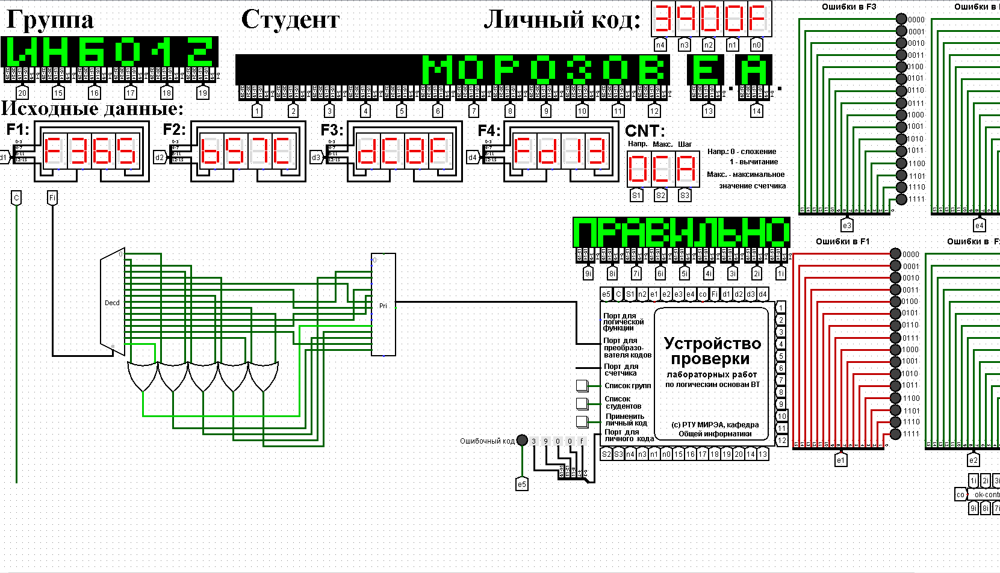 Группа
ИНБ012
20 15 16 17 18 19
Студент
МОРОЗОВ Е. А.
1 2 3 4 5 6 7 8 9 10 11 12 13 14
Личный код:
3900F
n4 n3 n2 n1 n0
Исходные данные:
F1: F365
d1
F2: b57C
d2
F3: dC8F
d3
F4: Fd13
d4
CNT:
Напр. Макс. Шаг
0CA
S1 S2 S3
Напр.: 0 - сложение
1 - вычитание
Макс. - максимальное
значение счетчика
C Fi
Decd
0
Pri
0
ПРАВИЛЬНО
9i 8i 7i 6i 5i 4i 3i 2i 1i
e5 C S1 n2 e1 e2 e3 e4 co Fi d1 d2 d3 d4
Порт для
логической
функции
Порт для
преобразо-
вателя кодов
Порт для
счетчика
Список групп
Список
студентов
Применить
личный код
Порт для
личного кода
Устройство
проверки
лабораторных работ
по логическим основам ВТ
(с) РТУ МИРЭА, кафедра
Общей информатики
1
2
3
4
5
6
7
8
9
10
11
12
S2 S3 n4 n3 n1 n0 15 16 17 18 19 20 14 13
Ошибочный код
3 9 0 0 f
e5
Ошибки в F3
0000
0001
0010
0011
0100
0101
0110
0111
1000
1001
1010
1011
1100
1101
1110
1111
e3
Ошибки в
e4
Ошибки в F1
0000
0001
0010
0011
0100
0101
0110
0111
1000
1001
1010
1011
1100
1101
1110
1111
e1
Ошибки в
e2
1i 2i 3i
co ok-cont
9i 8i 7i